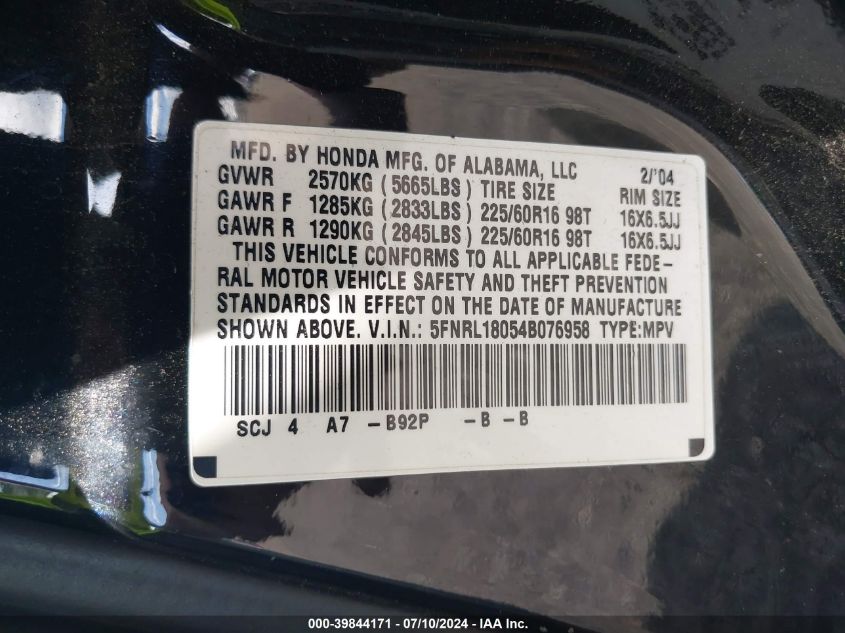 MFD. BY HONDA MFG. OF ALABAMA, LLC 2/'04
GVWR 2570KG ( 5665LBS ) TIRE SIZE RIM SIZE
GAWR F 1285KG ( 2833LBS ) 225/60R16 98T 16X6.5JJ
GAWR R 1290KG ( 2845LBS ) 225/60R16 98T 16X6.5JJ
THIS VEHICLE CONFORMS TO ALL APPLICABLE FEDE-
RAL MOTOR VEHICLE SAFETY AND THEFT PREVENTION
STANDARDS IN EFFECT ON THE DATE OF MANUFACTURE
SHOWN ABOVE. V.I.N.: 5FNRL18054B076958 TYPE:MPV
SCJ 4 A7 -B92P -B -B
000-39844171 / 07/10/2024 / IAA Inc.